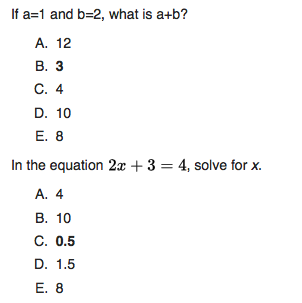 If a=1 and b=2, what is a+b?
A. 12
B. 3
C. 4
D. 10
E. 8
In the equation 2x + 3 = 4, solve for x.
A. 4
B. 10
C. 0.5
D. 1.5
E. 8